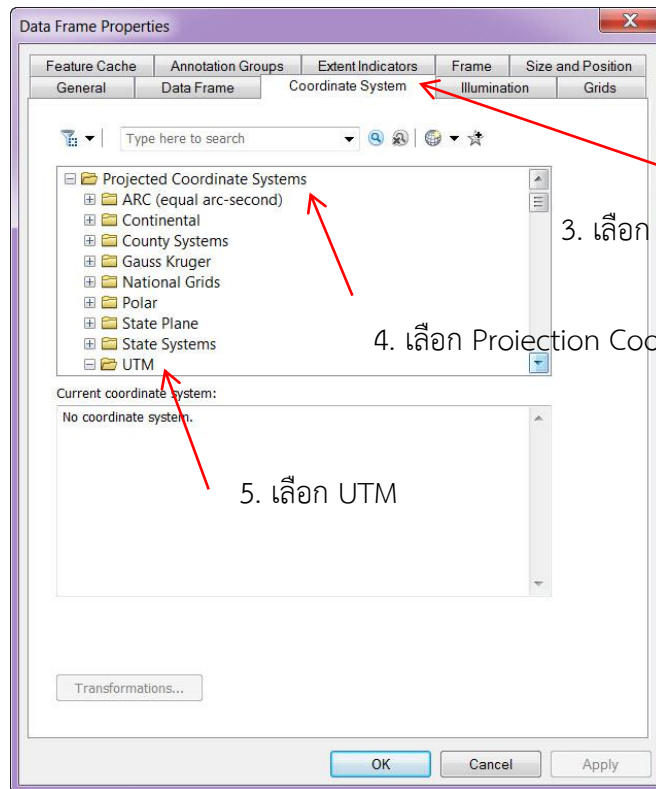 Data Frame Properties
Feature Cache Annotation Groups Extent Indicators Frame Size and Position
General Data Frame Coordinate System Illumination Grids
Type here to search
Projected Coordinate Systems
ARC (equal arc-second)
Continental
County Systems
Gauss Kruger
National Grids
Polar
State Plane
State Systems
UTM
3. เลือก
4. เลือก Projection Coo
Current coordinate system:
No coordinate system.
5. เลือก UTM
Transformations...
OK Cancel Apply